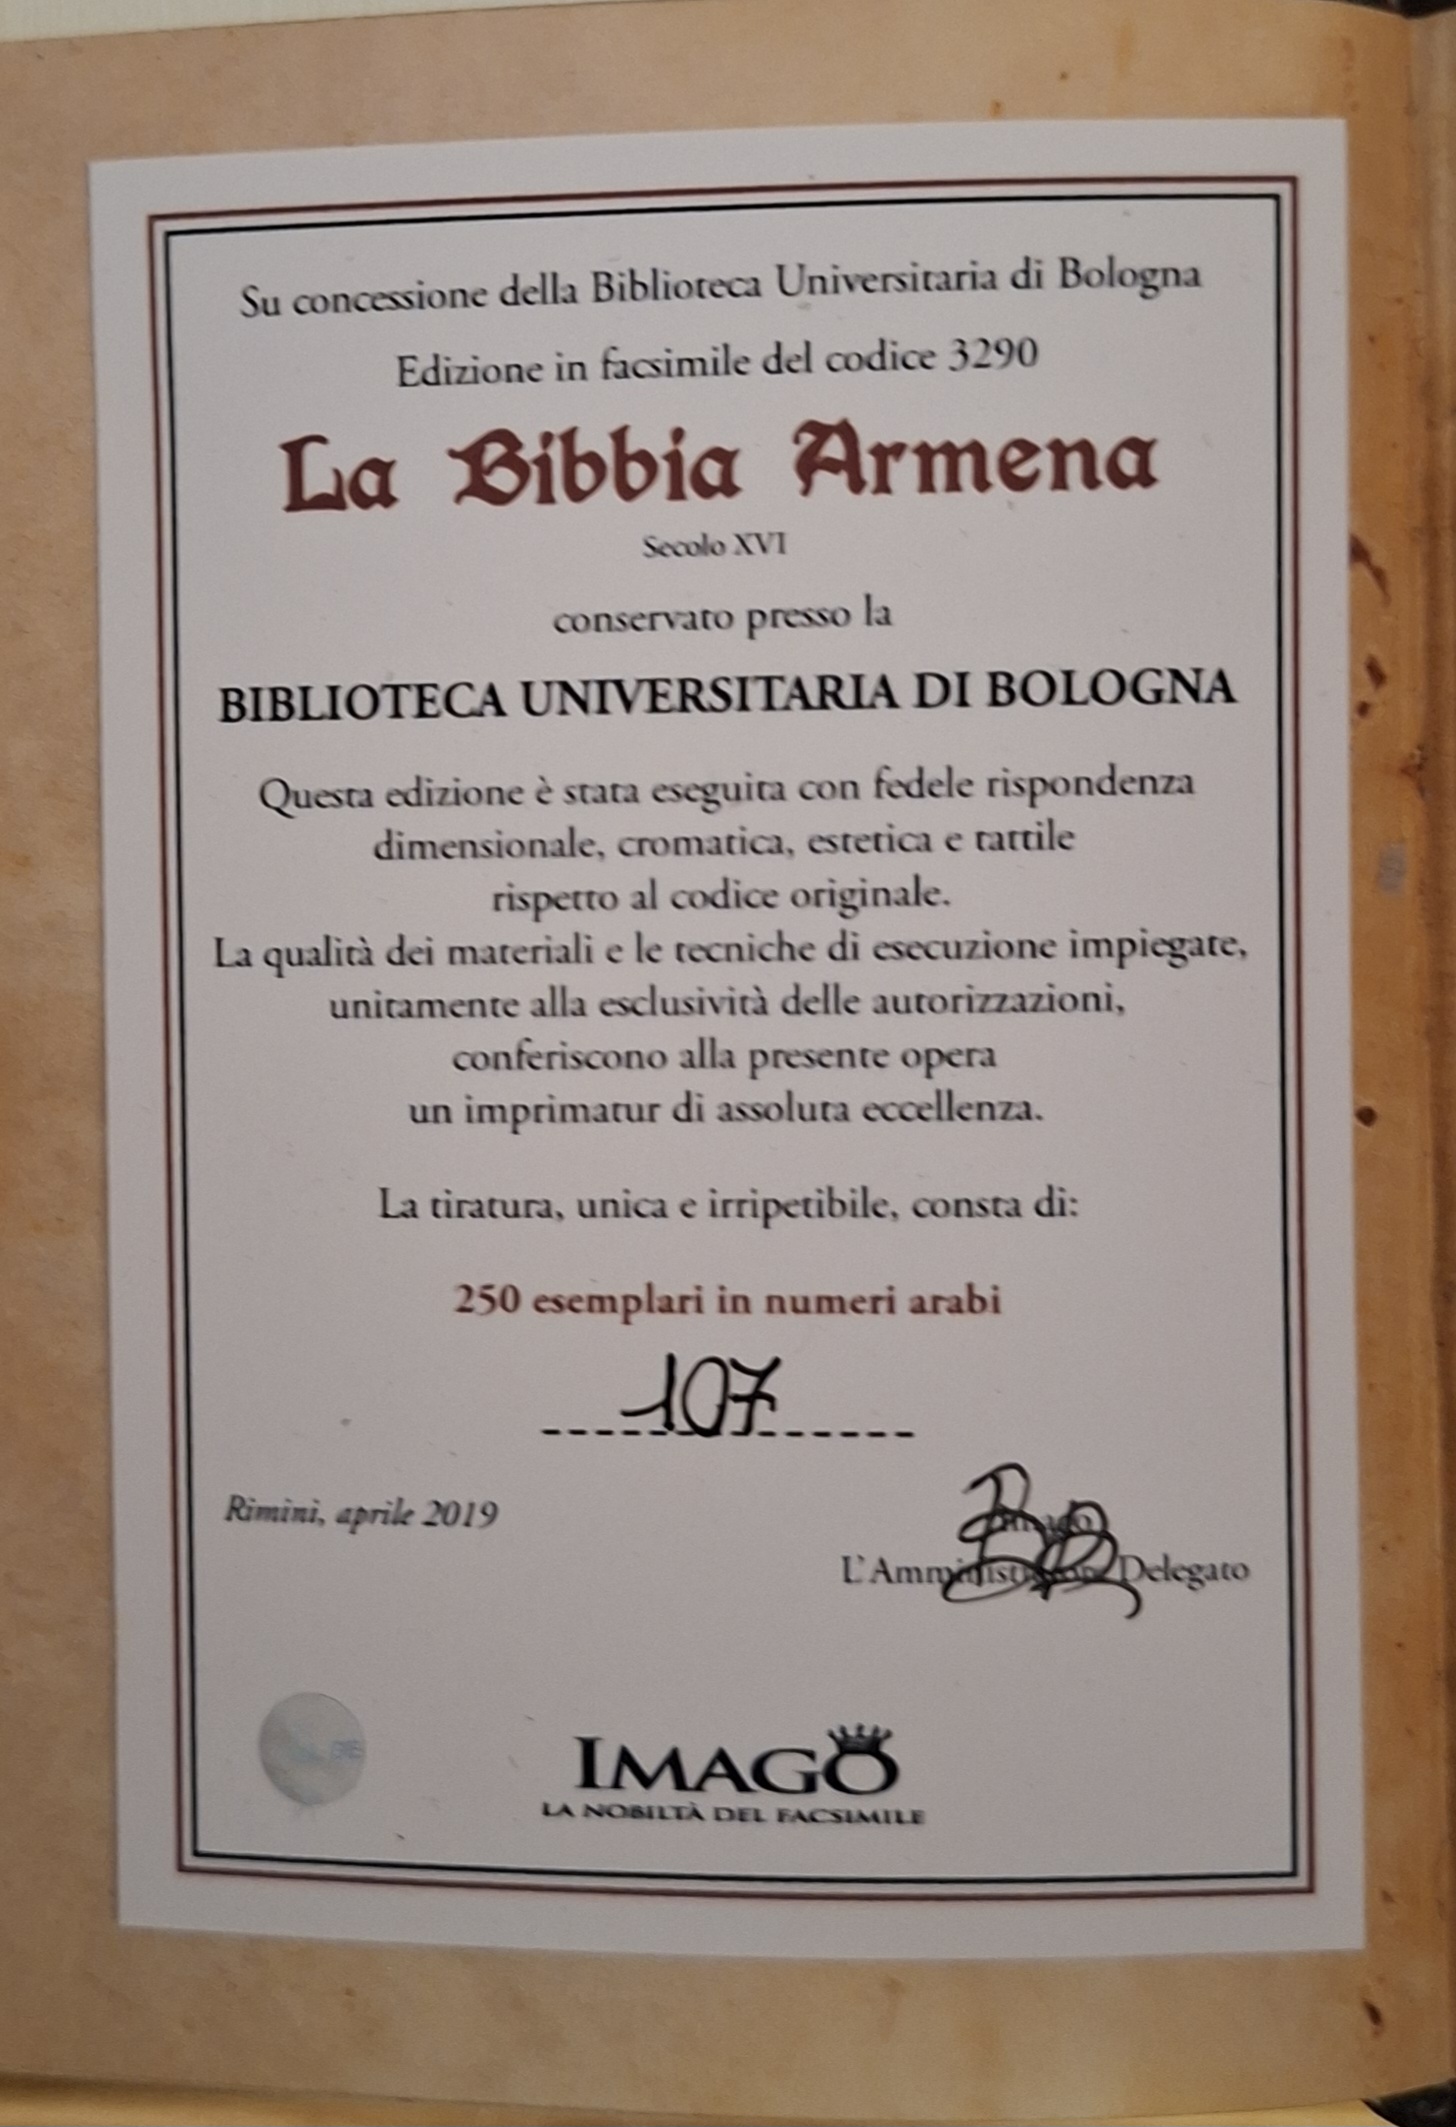 Su concessione della Biblioteca Universitaria di Bologna
Edizione in facsimile del codice 3290
La Bibbia Armena
Secolo XVI
conservato presso la
BIBLIOTECA UNIVERSITARIA DI BOLOGNA
Questa edizione è stata eseguita con fedele rispondenza
dimensionale, cromatica, estetica e tattile
rispetto al codice originale.
La qualità dei materiali e le tecniche di esecuzione impiegate,
unitamente alla esclusività delle autorizzazioni,
conferiscono alla presente opera
un imprimatur di assoluta eccellenza.
La tiratura, unica e irripetibile, consta di:
250 esemplari in numeri arabi
107
Rimini, aprile 2019
Imago
L'Amministratore Delegato
IMAGO
LA NOBILTÀ DEL FACSIMILE